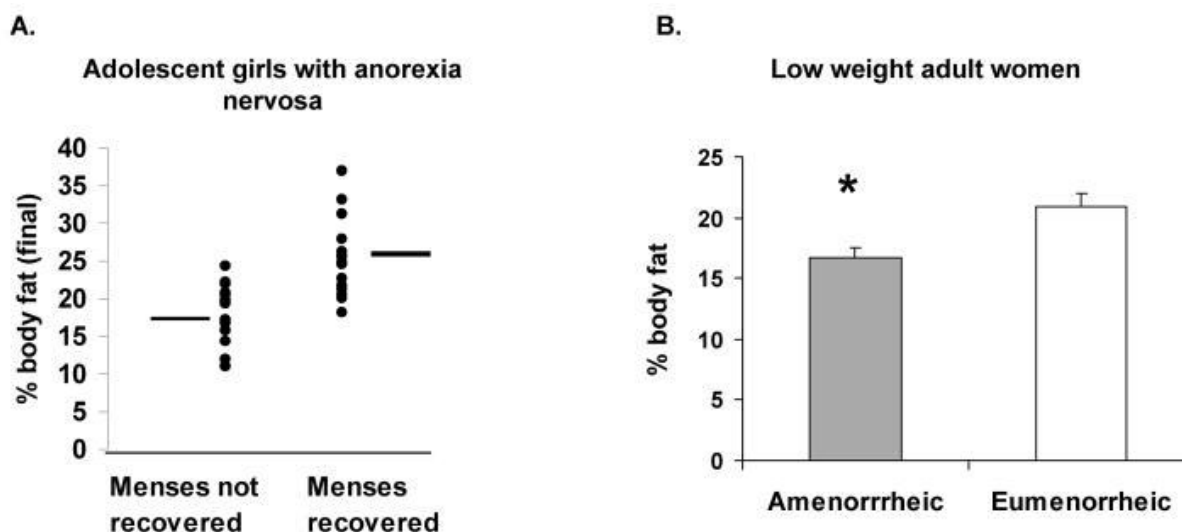 A.
Adolescent girls with anorexia
nervosa
% body fat (final)
40
35
30
25
20
15
10
5
0
Menses not
recovered
Menses
recovered
B.
Low weight adult women
% body fat
25
20
15
10
5
0
*
Amenorrrheic
Eumenorrheic